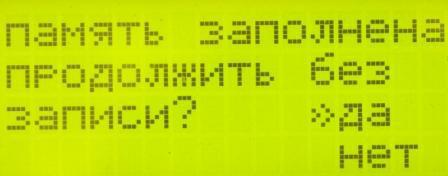 память заполнена
продолжить без
записи? »да
нет